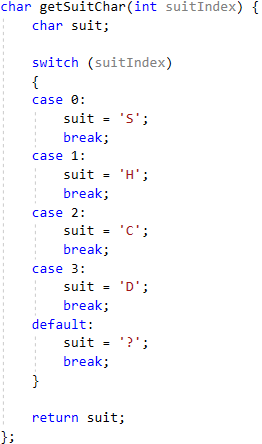 char getSuitChar(int suitIndex) {
    char suit;

    switch (suitIndex)
    {
    case 0:
        suit = 'S';
        break;
    case 1:
        suit = 'H';
        break;
    case 2:
        suit = 'C';
        break;
    case 3:
        suit = 'D';
        break;
    default:
        suit = '?';
        break;
    }

    return suit;
};